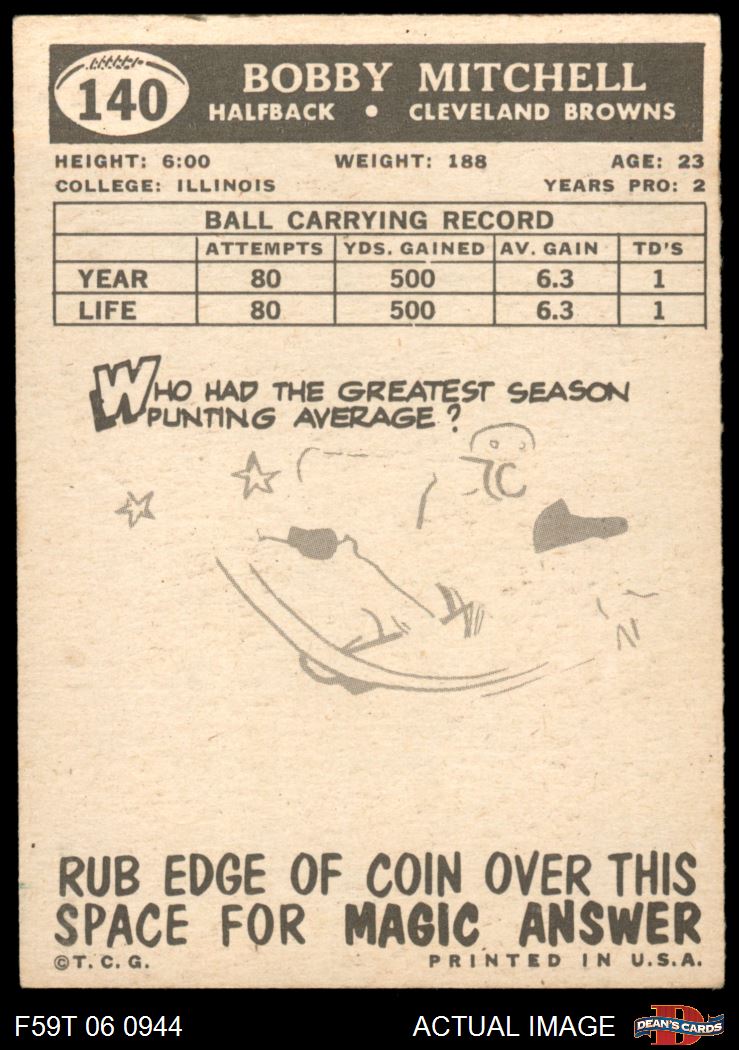 140
BOBBY MITCHELL
HALFBACK • CLEVELAND BROWNS
HEIGHT: 6:00 WEIGHT: 188 AGE: 23
COLLEGE: ILLINOIS YEARS PRO: 2
BALL CARRYING RECORD
ATTEMPTS YDS. GAINED AV. GAIN TD'S
YEAR 80 500 6.3 1
LIFE 80 500 6.3 1
WHO HAD THE GREATEST SEASON
PUNTING AVERAGE?
RUB EDGE OF COIN OVER THIS
SPACE FOR MAGIC ANSWER
©T.C.G. PRINTED IN U.S.A.
F59T 06 0944 ACTUAL IMAGE
D
DEAN'S CARDS